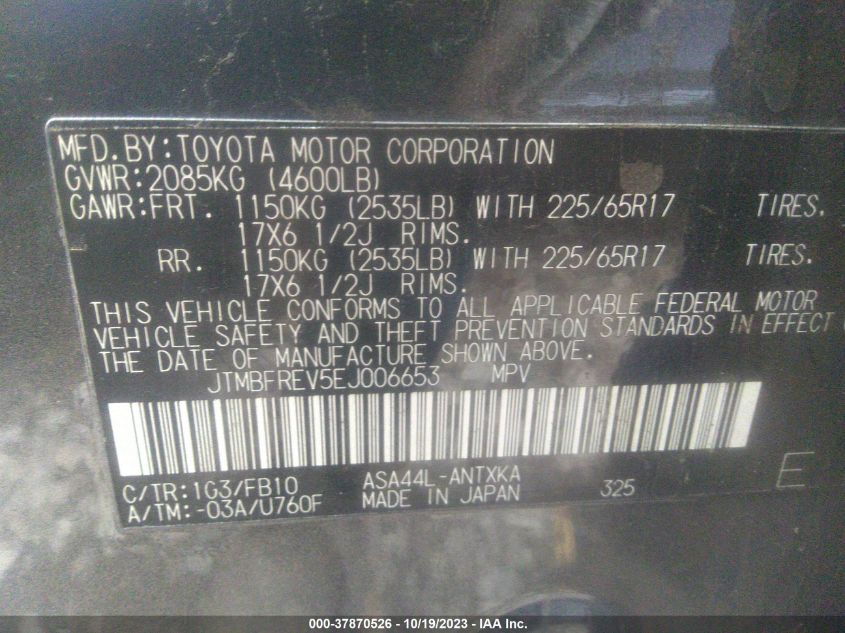 MFD.BY:TOYOTA MOTOR CORPORATION
GVWR:2085KG (4600LB)
GAWR:FRT. 1150KG (2535LB) WITH 225/65R17 TIRES.
17X6 1/2J RIMS.
RR. 1150KG (2535LB) WITH 225/65R17 TIRES.
17X6 1/2J RIMS.
THIS VEHICLE CONFORMS TO ALL APPLICABLE FEDERAL MOTOR
VEHICLE SAFETY AND THEFT PREVENTION STANDARDS IN EFFECT
THE DATE OF MANUFACTURE SHOWN ABOVE.
JTMBFREV5EJ006653 MPV
C/TR:1G3/FB10 ASA44L-ANTXKA 325 E
A/TM:-03A/U760F MADE IN JAPAN
000-37870526 - 10/19/2023 - IAA Inc.